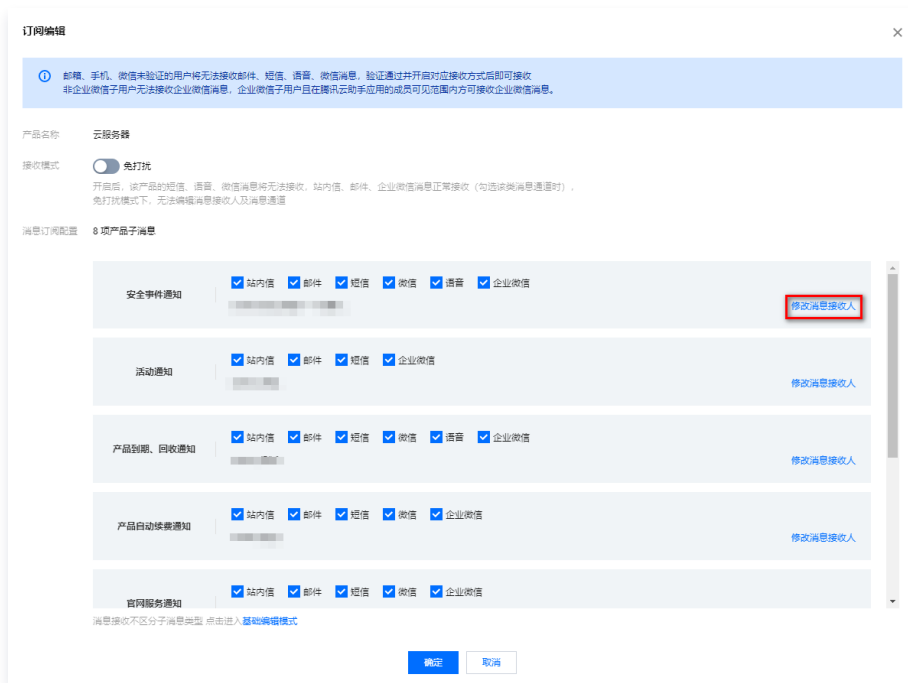 订阅编辑
邮箱、手机、微信未验证的用户将无法接收邮件、短信、语音、微信消息，验证通过并开启对应接收方式后即可接收
非企业微信子用户无法接收企业微信消息，企业微信子用户且在腾讯云助手应用的成员可见范围内方可接收企业微信消息。
产品名称 云服务器
接收模式 免打扰
开启后，该产品的短信、语音、微信消息将无法接收，站内信、邮件、企业微信消息正常接收（勾选该类消息通道时），
免打扰模式下，无法编辑消息接收人及消息通道
消息订阅配置 8 项产品子消息
安全事件通知 站内信 邮件 短信 微信 语音 企业微信
修改消息接收人
活动通知 站内信 邮件 短信 企业微信
修改消息接收人
产品到期、回收通知 站内信 邮件 短信 微信 语音 企业微信
修改消息接收人
产品自动续费通知 站内信 邮件 短信 微信 企业微信
修改消息接收人
官网服务通知 站内信 邮件 短信 微信 企业微信
消息接收不区分子消息类型 点击进入基础编辑模式
确定 取消